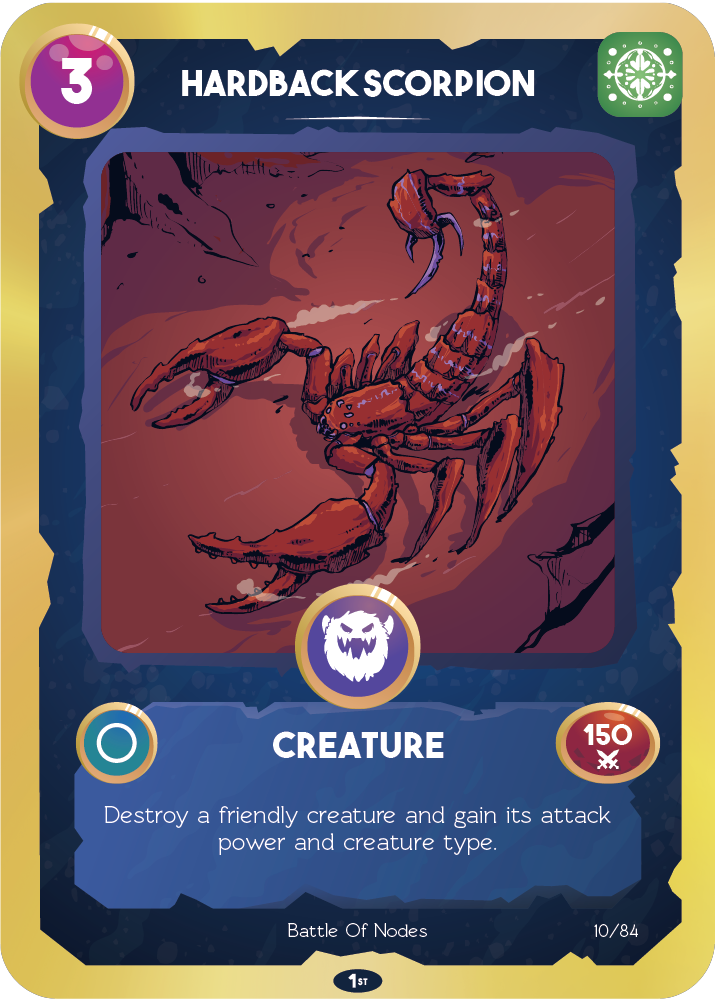 3
HARDBACK SCORPION
CREATURE
150
Destroy a friendly creature and gain its attack
power and creature type.
Battle Of Nodes
10/84
1ST